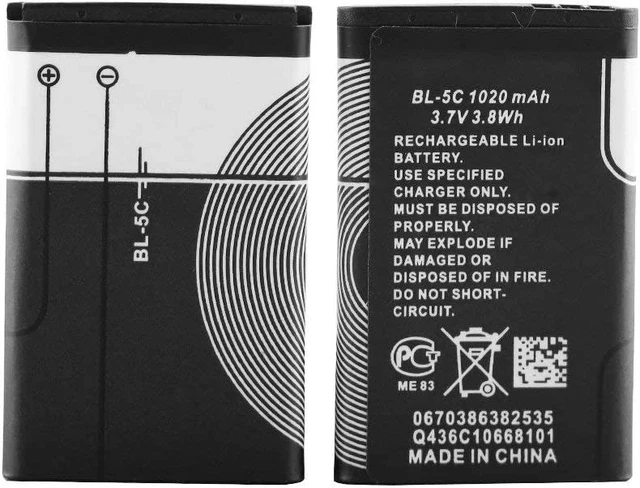 + −
BL-5C
BL-5C 1020 mAh
3.7V 3.8Wh
RECHARGEABLE Li-ion
BATTERY.
USE SPECIFIED
CHARGER ONLY.
MUST BE DISPOSED OF
PROPERLY.
MAY EXPLODE IF
DAMAGED OR
DISPOSED OF IN FIRE.
DO NOT SHORT-
CIRCUIT.
ME 83
0670386382535
Q436C10668101
MADE IN CHINA